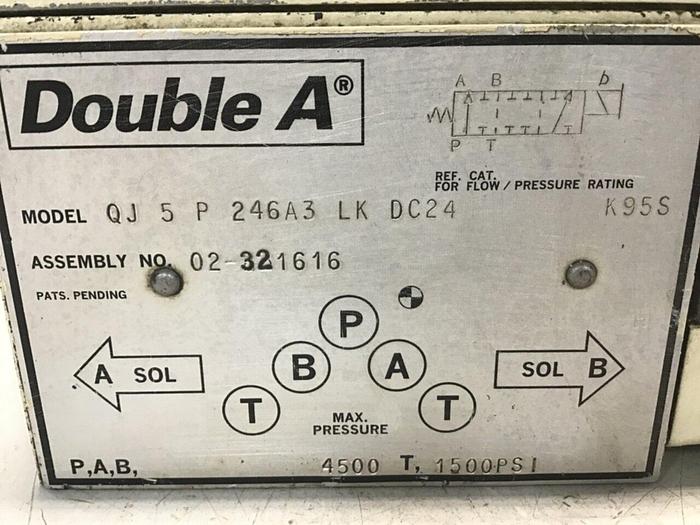 Double A®
A B b
P T
REF. CAT.
FOR FLOW / PRESSURE RATING
MODEL QJ 5 P 246A3 LK DC24 K95S
ASSEMBLY NO. 02-321616
PATS. PENDING
P
A SOL B A SOL B
T T
MAX.
PRESSURE
P,A,B, 4500 T, 1500PSI